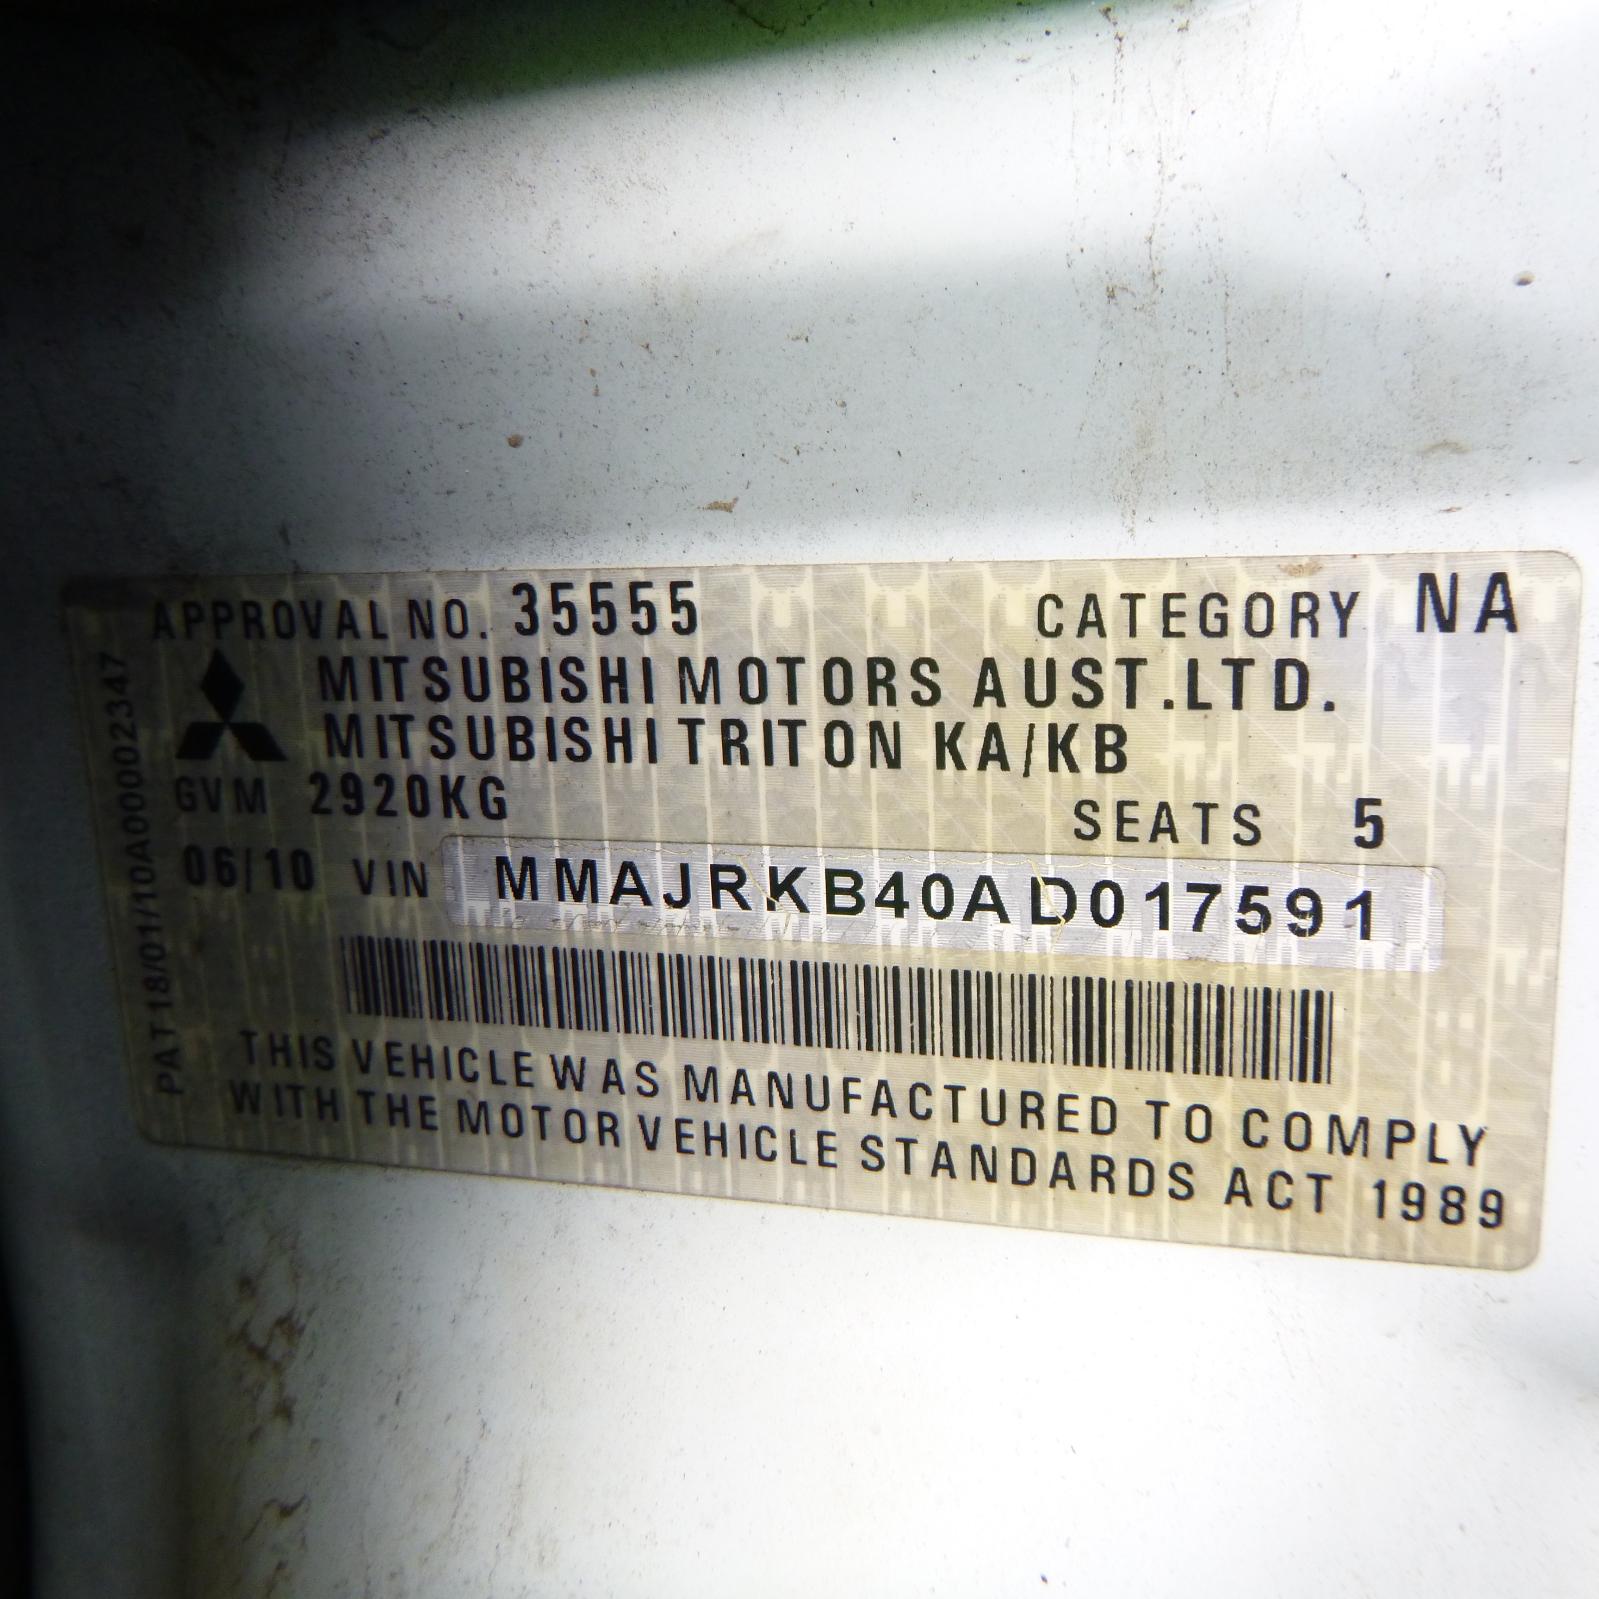 APPROVAL NO. 35555 CATEGORY NA
MITSUBISHI MOTORS AUST.LTD.
MITSUBISHI TRITON KA/KB
GVM 2920KG SEATS 5
06/10 VIN MMAJRKB40AD017591
THIS VEHICLE WAS MANUFACTURED TO COMPLY
WITH THE MOTOR VEHICLE STANDARDS ACT 1989
PAT18/01/10A00002347